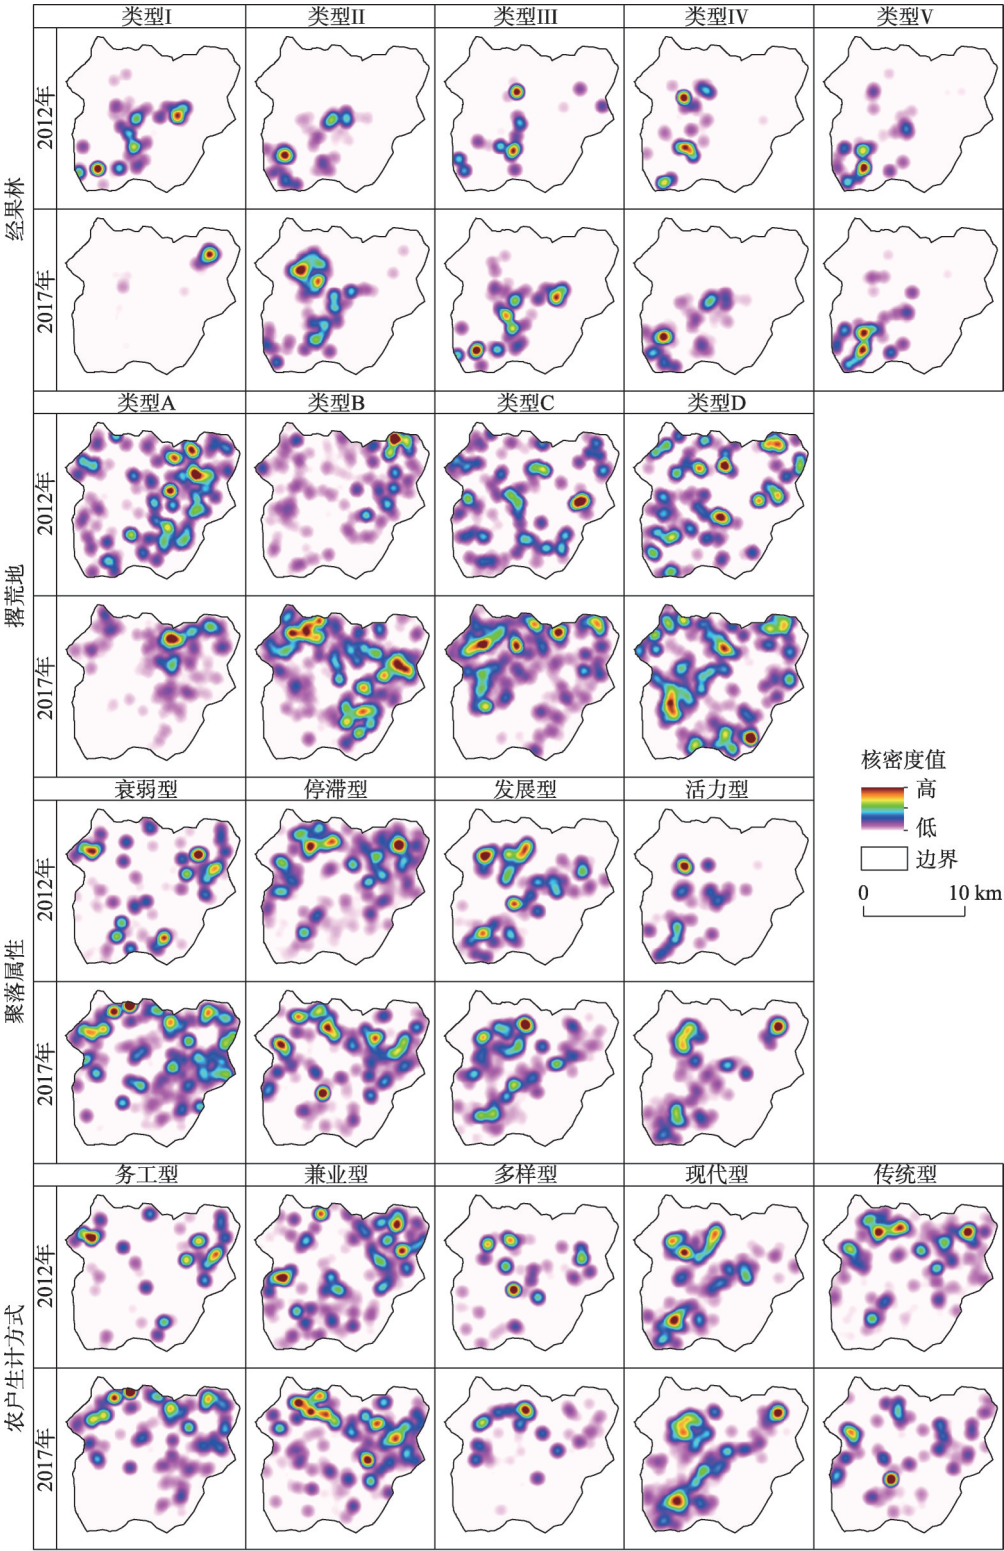 类型I 类型II 类型III 类型IV 类型V
经果林
2012年
2017年
类型A 类型B 类型C 类型D
撂荒地
2012年
2017年
衰弱型 停滞型 发展型 活力型
聚落属性
2012年
2017年
核密度值
高
低
边界
0 10 km
务工型 兼业型 多样型 现代型 传统型
农户生计方式
2012年
2017年